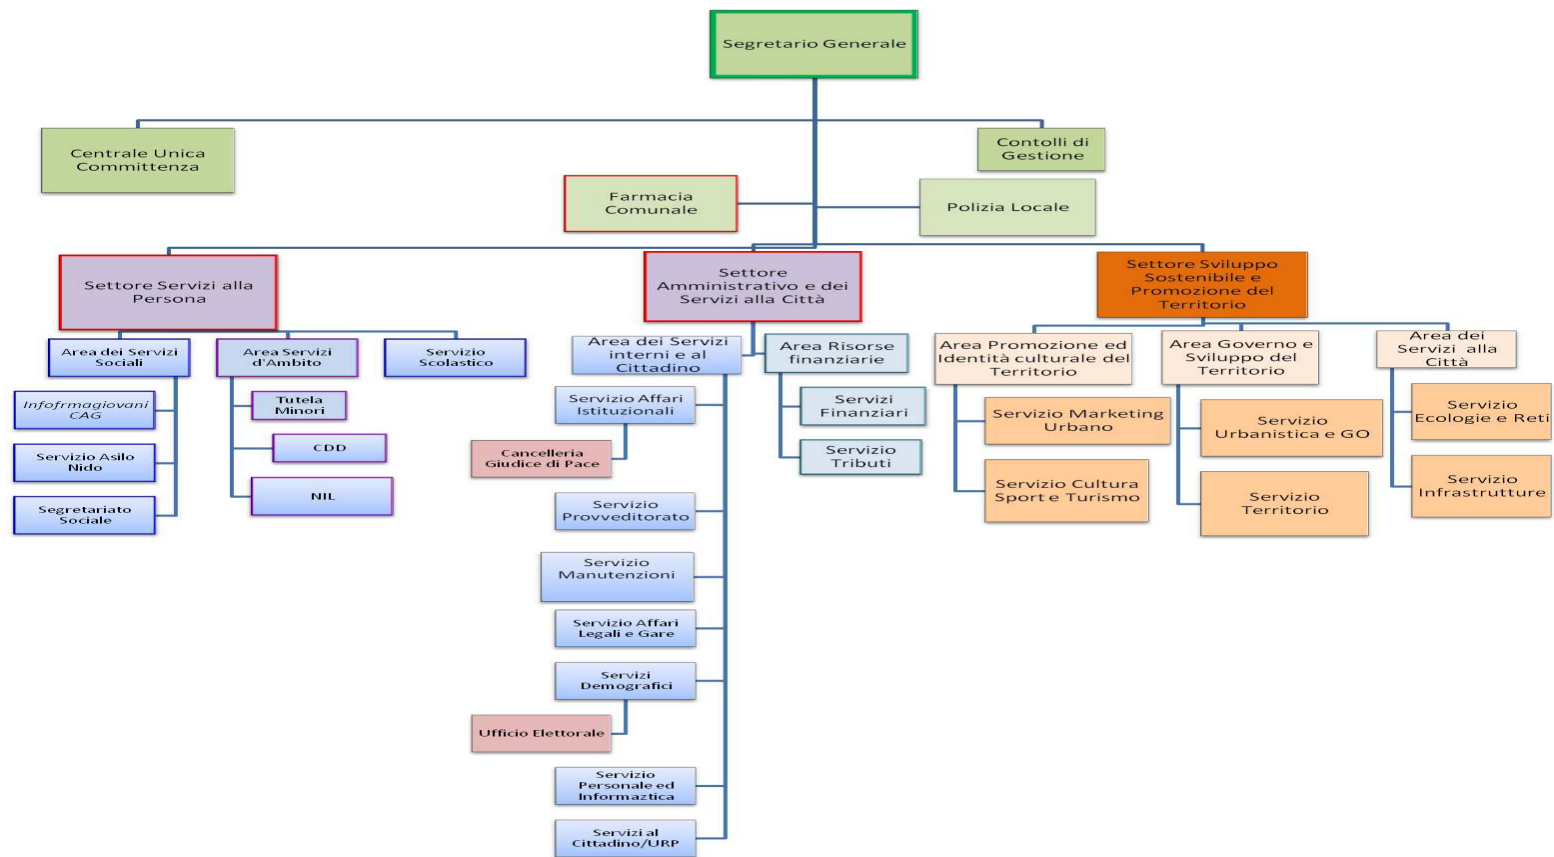 Segretario Generale
Centrale Unica
Committenza
Contolli di
Gestione
Farmacia
Comunale
Polizia Locale
Settore Servizi alla
Persona
Settore
Amministrativo e dei
Servizi alla Città
Settore Sviluppo
Sostenibile e
Promozione del
Territorio
Area dei Servizi
Sociali
Area Servizi
d'Ambito
Servizio
Scolastico
Infofrmagiovani
CAG
Servizio Asilo
Nido
Segretariato
Sociale
Tutela
Minori
CDD
NIL
Area dei Servizi
interni e al
Cittadino
Area Risorse
finanziarie
Servizio Affari
Istituzionali
Cancelleria
Giudice di Pace
Servizio
Provveditorato
Servizio
Manutenzioni
Servizio Affari
Legali e Gare
Servizi
Demografici
Ufficio Elettorale
Servizio
Personale ed
Informaztica
Servizi al
Cittadino/URP
Servizi
Finanziari
Servizio
Tributi
Area Promozione ed
Identità culturale del
Territorio
Servizio Marketing
Urbano
Servizio Cultura
Sport e Turismo
Area Governo e
Sviluppo del
Territorio
Servizio
Urbanistica e GO
Servizio
Territorio
Area dei
Servizi alla
Città
Servizio
Ecologie e Reti
Servizio
Infrastrutture